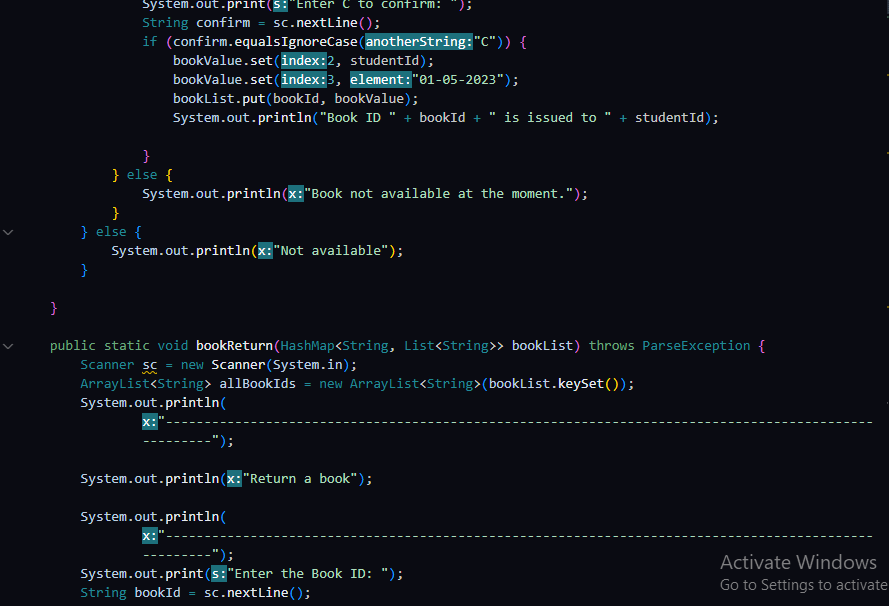 System.out.print(s:"Enter C to confirm: ");
String confirm = sc.nextLine();
if (confirm.equalsIgnoreCase(anotherString:"C")) {
bookValue.set(index:2, studentId);
bookValue.set(index:3, element:"01-05-2023");
bookList.put(bookId, bookValue);
System.out.println("Book ID " + bookId + " is issued to " + studentId);
}
} else {
System.out.println(x:"Book not available at the moment.");
}
} else {
System.out.println(x:"Not available");
}
}
public static void bookReturn(HashMap<String, List<String>> bookList) throws ParseException {
Scanner sc = new Scanner(System.in);
ArrayList<String> allBookIds = new ArrayList<String>(bookList.keySet());
System.out.println(
x:"--------------------------------------------------------------------------------------------
---------");
System.out.println(x:"Return a book");
System.out.println(
x:"--------------------------------------------------------------------------------------------
---------");
System.out.print(s:"Enter the Book ID: ");
String bookId = sc.nextLine();
Activate Windows
Go to Settings to activate